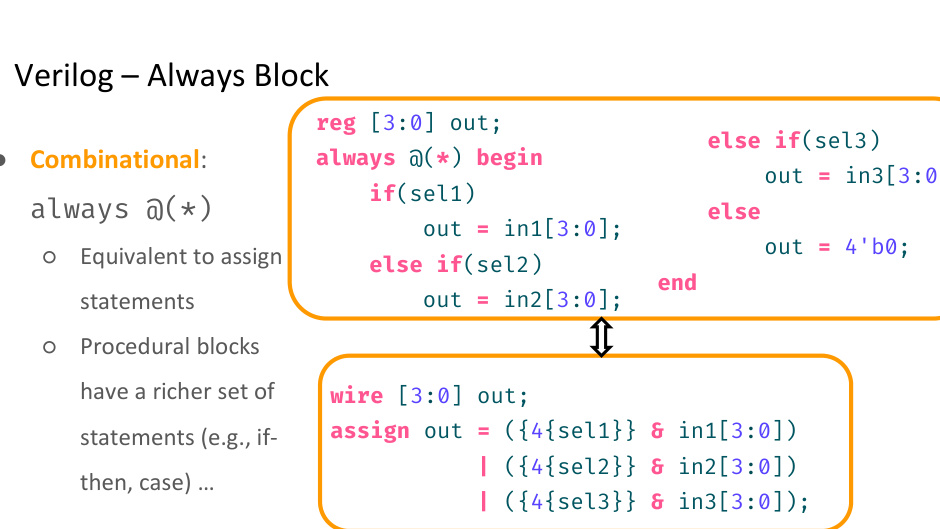 Verilog – Always Block
Combinational:
always @(*)
Equivalent to assign
statements
Procedural blocks
have a richer set of
statements (e.g., if-
then, case) …
reg [3:0] out;
always @(*) begin
if(sel1)
out = in1[3:0];
else if(sel2)
out = in2[3:0];
else if(sel3)
out = in3[3:0
else
out = 4'b0;
end
wire [3:0] out;
assign out = ({4{sel1}} & in1[3:0])
| ({4{sel2}} & in2[3:0])
| ({4{sel3}} & in3[3:0]);